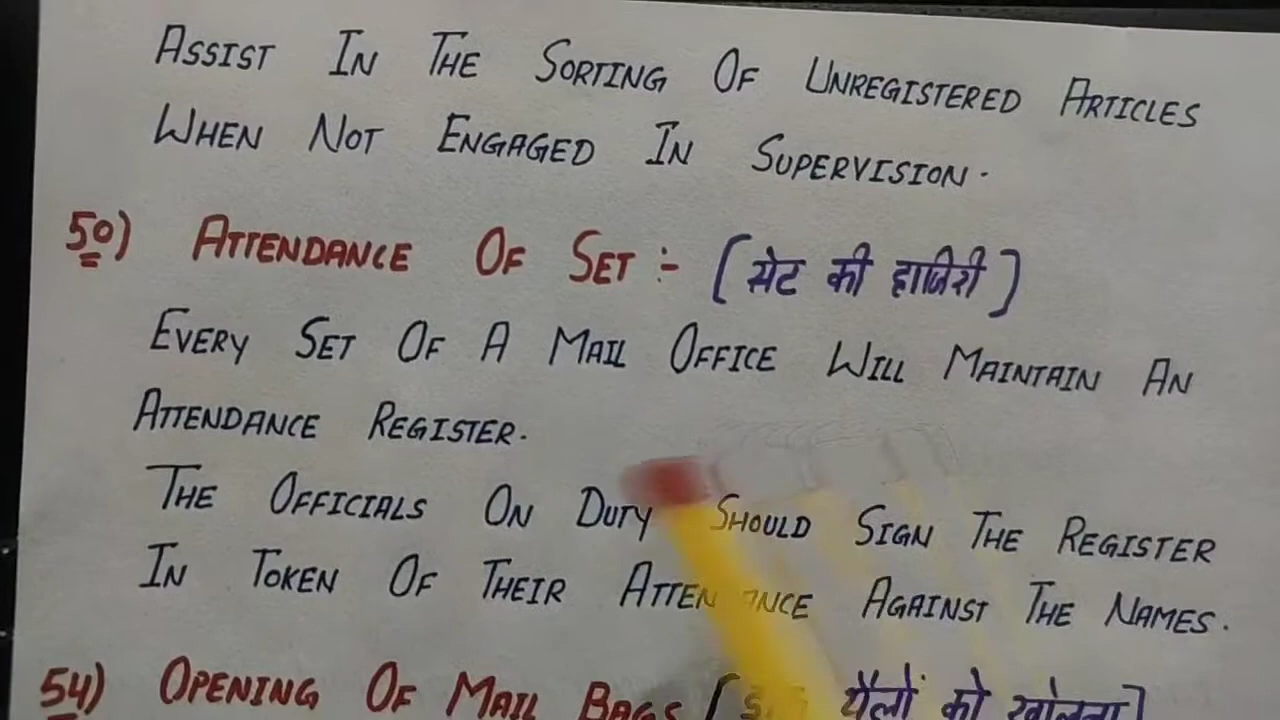 ASSIST IN THE SORTING OF UNREGISTERED ARTICLES
WHEN NOT ENGAGED IN SUPERVISION.
50) ATTENDANCE OF SET :- [सेट की हाजिरी]
EVERY SET OF A MAIL OFFICE WILL MAINTAIN AN
ATTENDANCE REGISTER.
THE OFFICIALS ON DUTY SHOULD SIGN THE REGISTER
IN TOKEN OF THEIR ATTENDANCE AGAINST THE NAMES.
54) OPENING OF MAIL BAGS [ थैलों को खोलना]